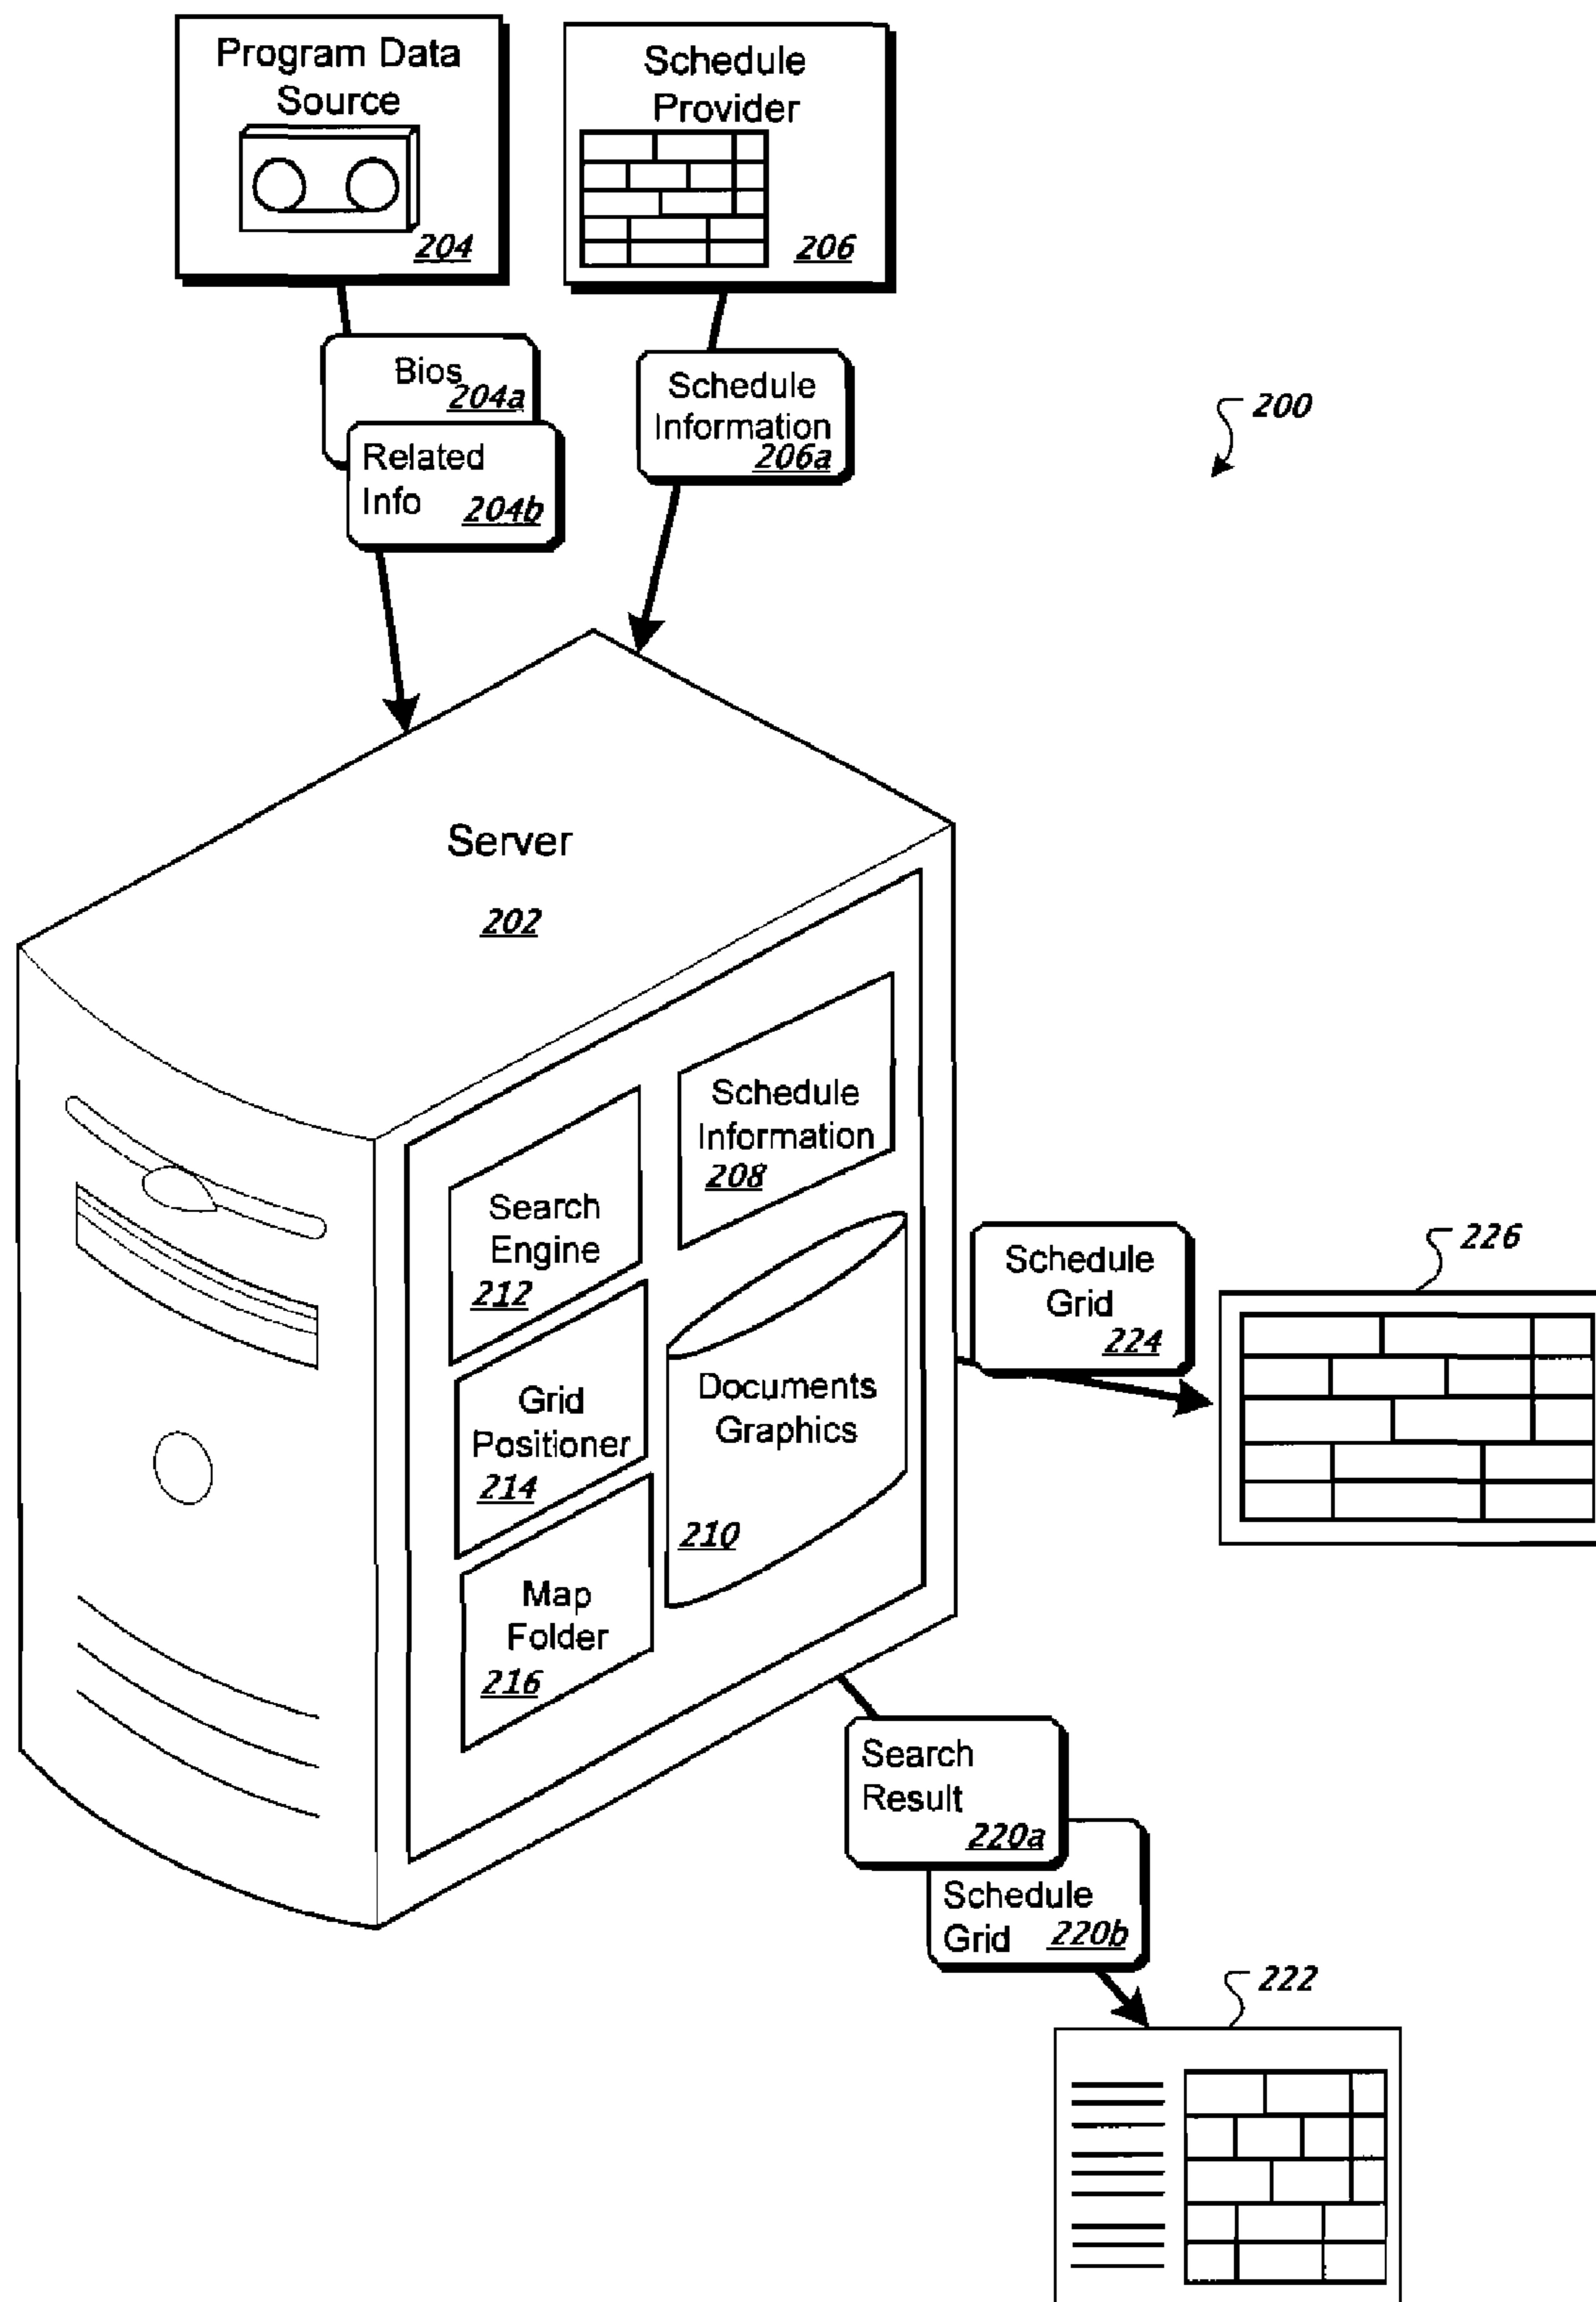 Program Data
Source
204
Schedule
Provider
206
Bios
204a
Related
Info
204b
Schedule
Information
206a
200
Server
202
Schedule
Information
208
Search
Engine
212
Grid
Positioner
214
Documents
Graphics
210
Map
Folder
216
Schedule
Grid
224
226
Search
Result
220a
Schedule
Grid 220b
222